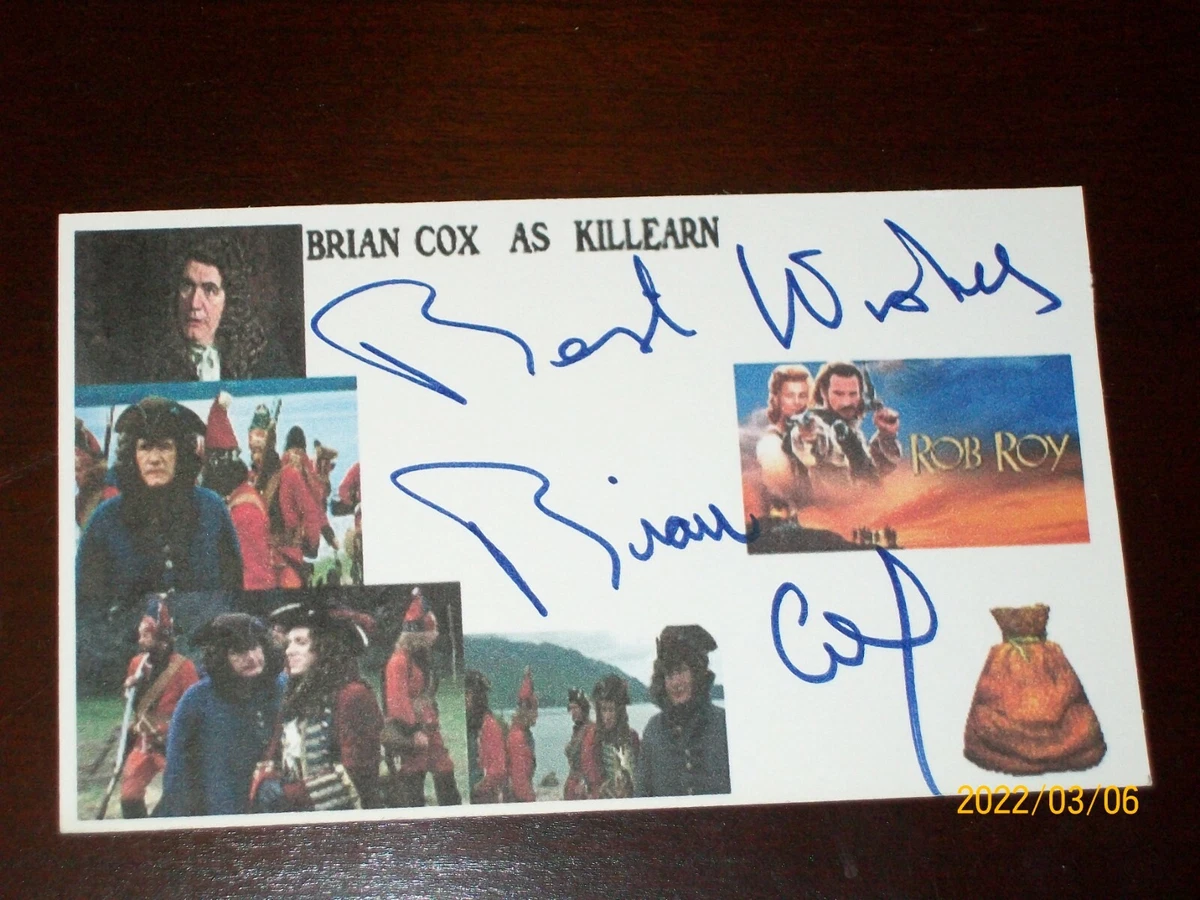 BRIAN COX AS KILLEARN
Best Wishes
ROB ROY
Brian
Cox
2022/03/06